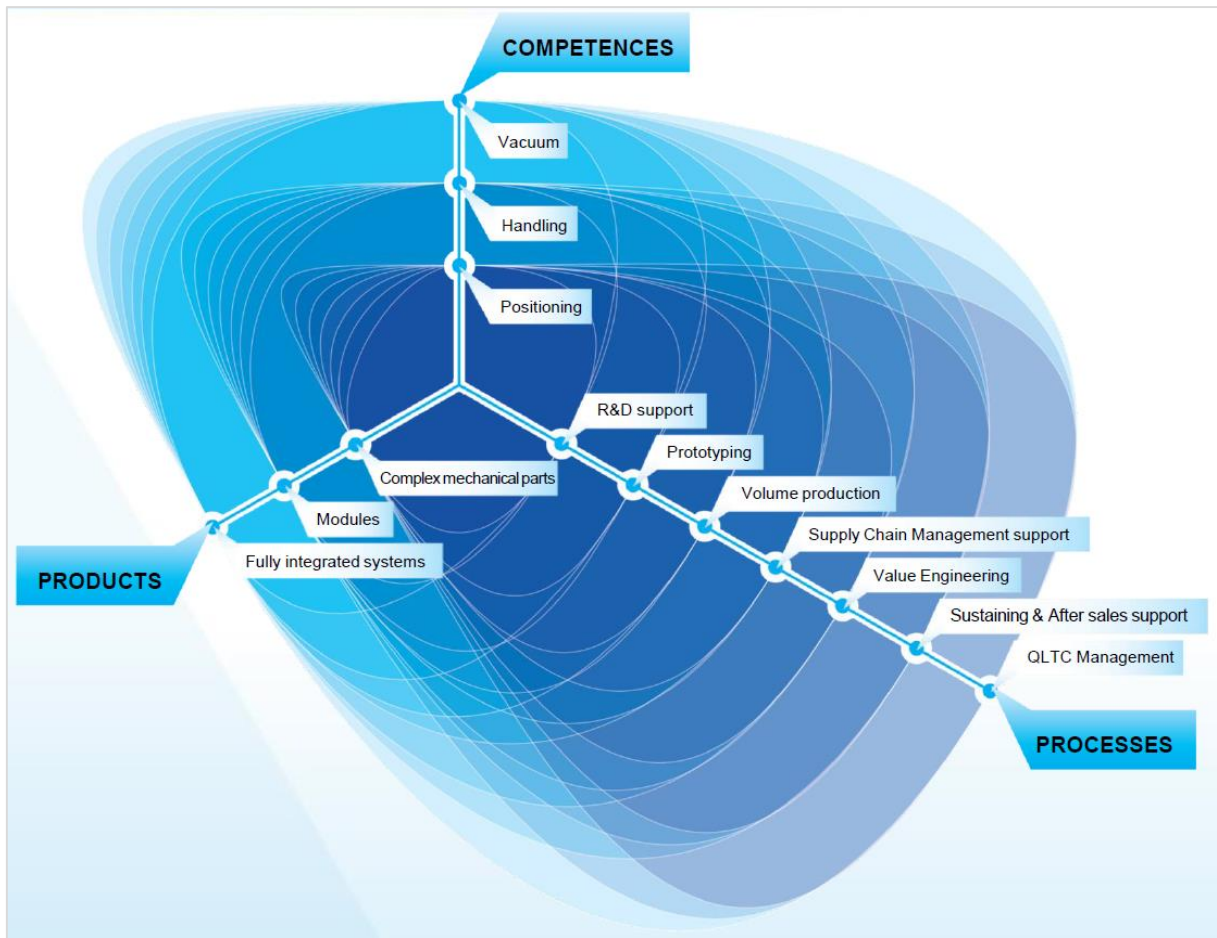 COMPETENCES
Vacuum
Handling
Positioning
R&D support
Prototyping
Complex mechanical parts
Volume production
Modules
Supply Chain Management support
Fully integrated systems
Value Engineering
PRODUCTS
Sustaining & After sales support
QLTC Management
PROCESSES